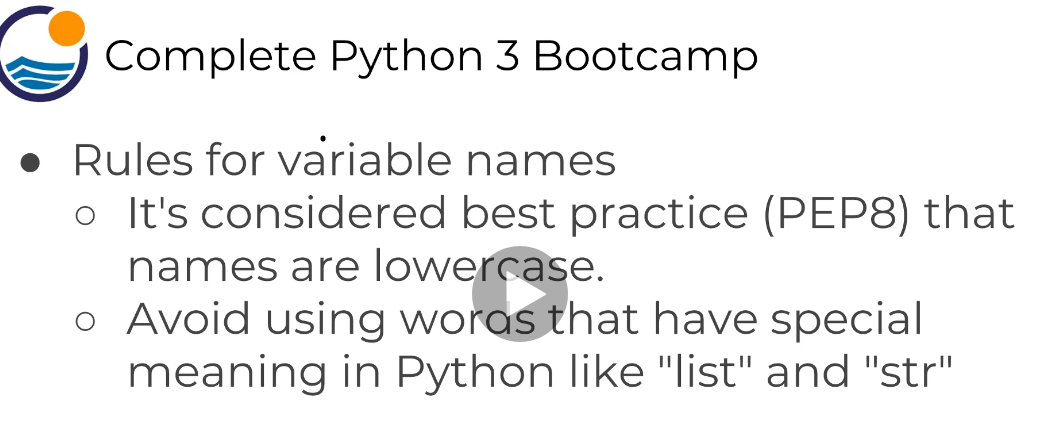 Complete Python 3 Bootcamp
● Rules for variable names
○ It's considered best practice (PEP8) that
names are lowercase.
○ Avoid using words that have special
meaning in Python like "list" and "str"